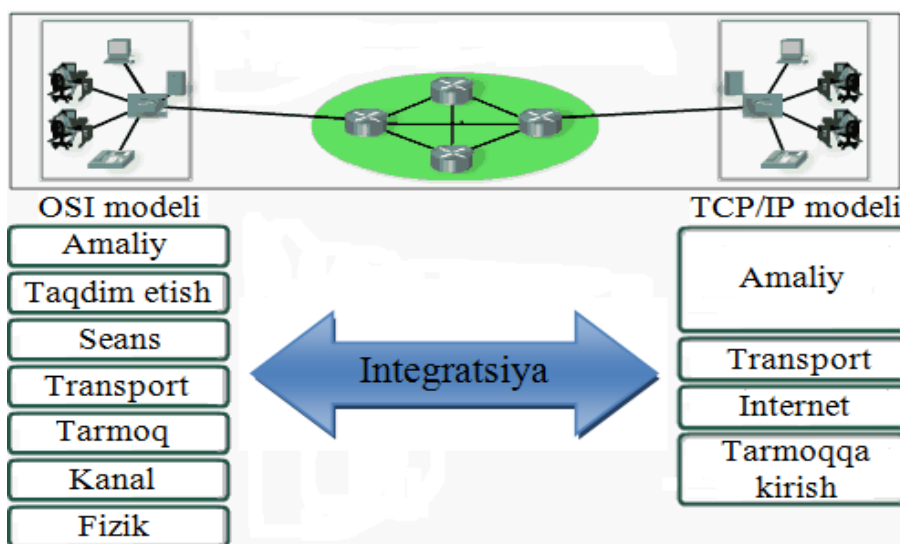 OSI modeli
Amaliy
Taqdim etish
Seans
Transport
Tarmoq
Kanal
Fizik
Integratsiya
TCP/IP modeli
Amaliy
Transport
Internet
Tarmoqqa
kirish